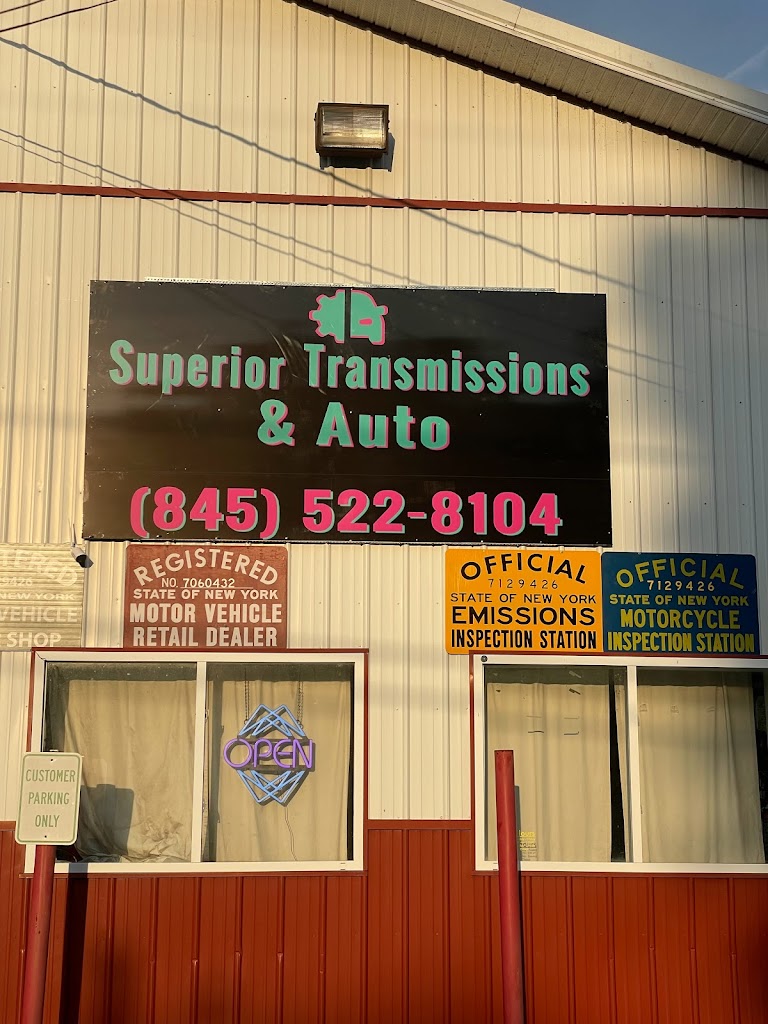 Superior Transmissions
& Auto
(845) 522-8104
NEW YORK
VEHICLE
SHOP
REGISTERED
NO. 7060432
STATE OF NEW YORK
MOTOR VEHICLE
RETAIL DEALER
OFFICIAL
7129426
STATE OF NEW YORK
EMISSIONS
INSPECTION STATION
OFFICIAL
7129426
STATE OF NEW YORK
MOTORCYCLE
INSPECTION STATION
OPEN
CUSTOMER
PARKING
ONLY